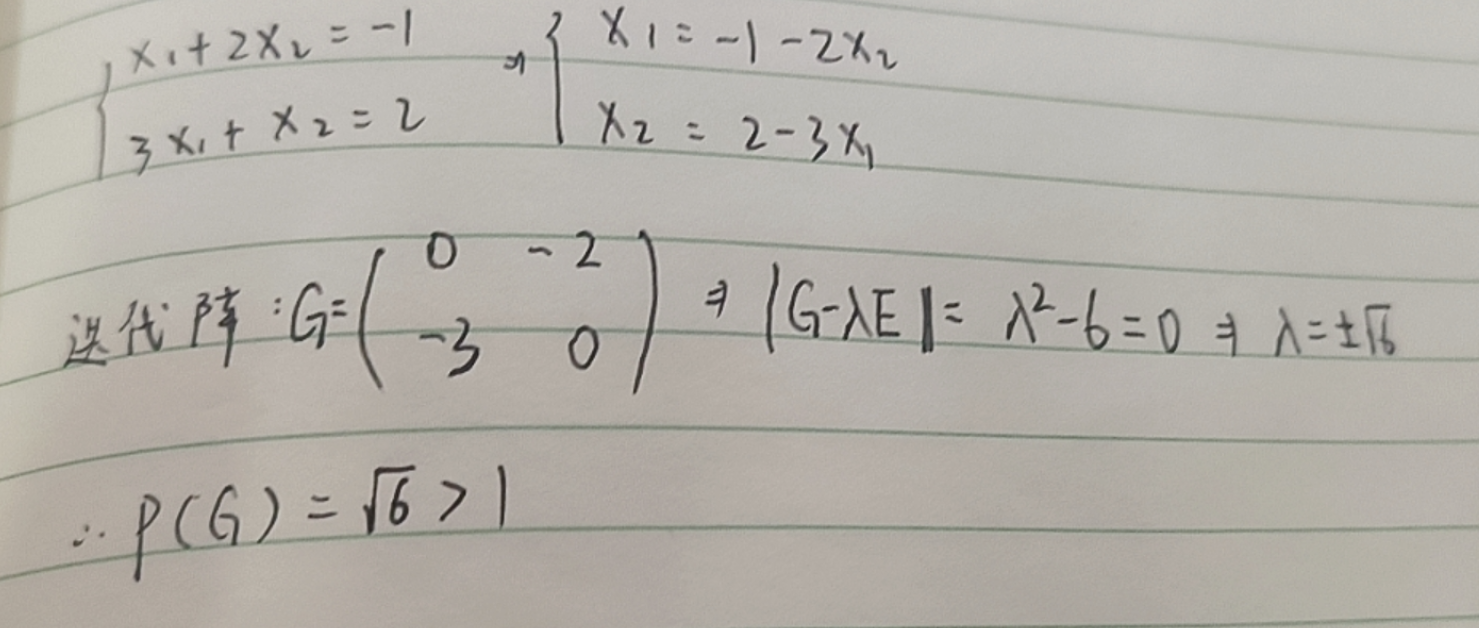 x₁+2x₂=-1 ⇒ { x₁=-1-2x₂
3x₁+x₂=2 x₂=2-3x₁
迭代阵:G=( 0 -2 ; -3 0 ) ⇒ |G-λE|=λ²-6=0 ⇒ λ=±√6
∴ρ(G)=√6>1